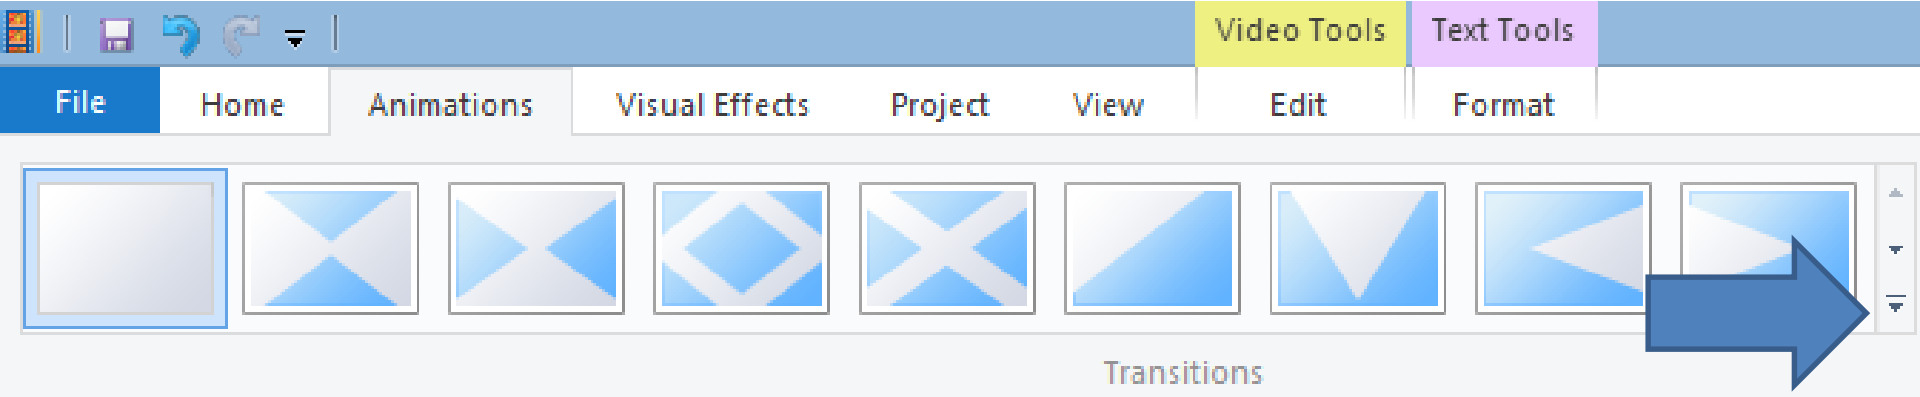 Video Tools Text Tools
File Home Animations Visual Effects Project View Edit Format
Transitions